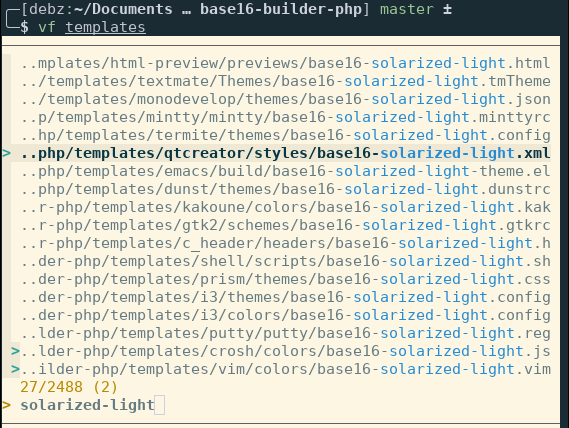 [debz:~/Documents … base16-builder-php] master ±
$ vf templates
..mplates/html-preview/previews/base16-solarized-light.html
../templates/textmate/Themes/base16-solarized-light.tmTheme
../templates/monodevelop/themes/base16-solarized-light.json
..p/templates/mintty/mintty/base16-solarized-light.minttyrc
..hp/templates/termite/themes/base16-solarized-light.config
> ..php/templates/qtcreator/styles/base16-solarized-light.xml
..php/templates/emacs/build/base16-solarized-light-theme.el
..php/templates/dunst/themes/base16-solarized-light.dunstrc
..r-php/templates/kakoune/colors/base16-solarized-light.kak
..r-php/templates/gtk2/schemes/base16-solarized-light.gtkrc
..r-php/templates/c_header/headers/base16-solarized-light.h
..der-php/templates/shell/scripts/base16-solarized-light.sh
..der-php/templates/prism/themes/base16-solarized-light.css
..der-php/templates/i3/themes/base16-solarized-light.config
..der-php/templates/i3/colors/base16-solarized-light.config
..lder-php/templates/putty/putty/base16-solarized-light.reg
>..lder-php/templates/crosh/colors/base16-solarized-light.js
>..ilder-php/templates/vim/colors/base16-solarized-light.vim
27/2488 (2)
> solarized-light